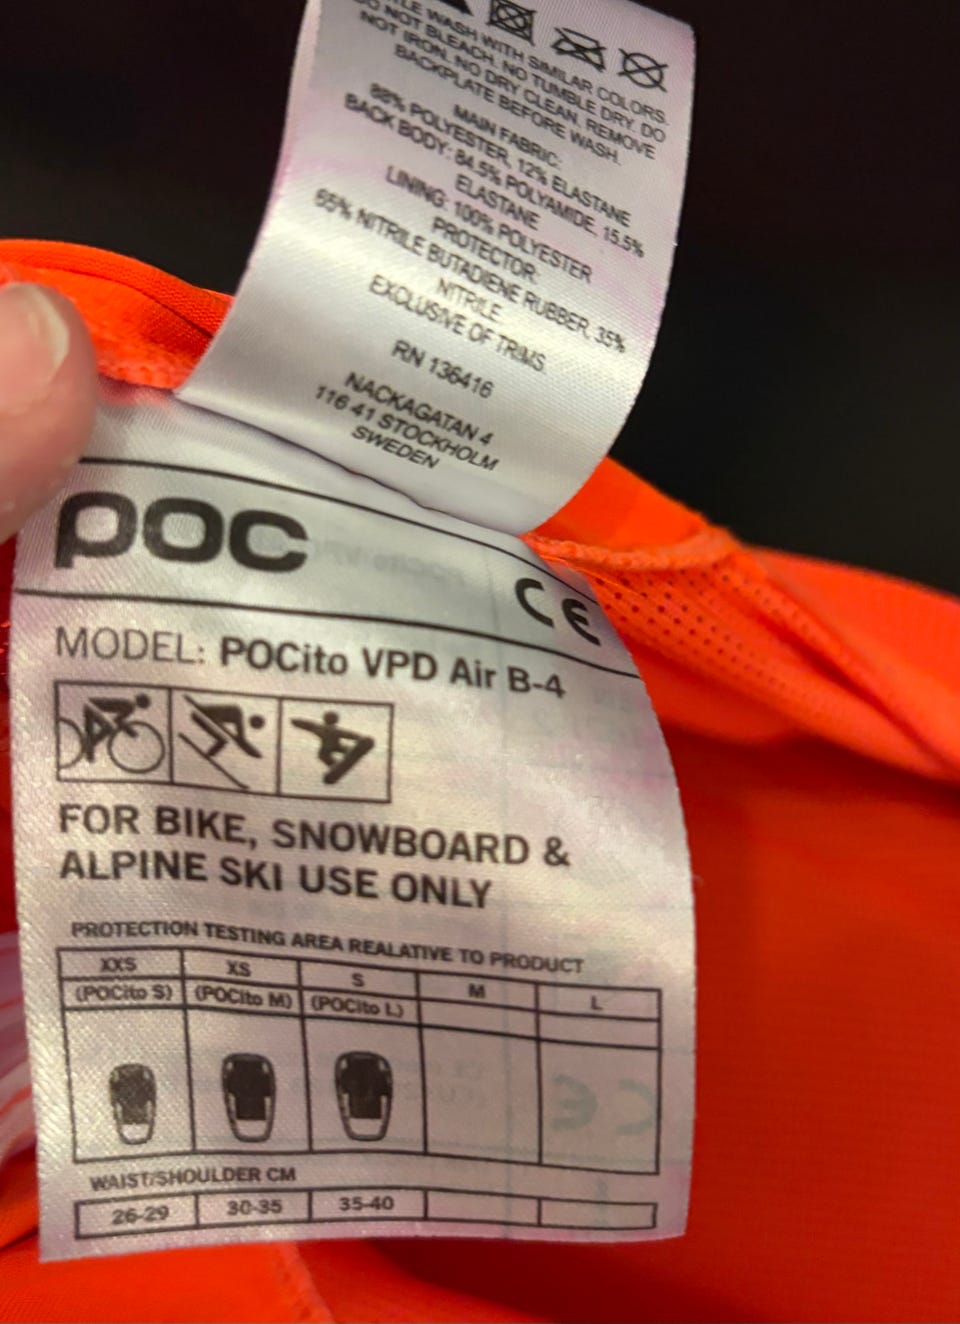 TLE WASH WITH SIMILAR COLORS.
DO NOT BLEACH. NO TUMBLE DRY. DO
NOT IRON. NO DRY CLEAN. REMOVE
BACKPLATE BEFORE WASH.
MAIN FABRIC:
88% POLYESTER, 12% ELASTANE
BACK BODY: 84.5% POLYAMIDE, 15.5%
ELASTANE
LINING: 100% POLYESTER
PROTECTOR:
65% NITRILE BUTADIENE RUBBER, 35%
NITRILE
EXCLUSIVE OF TRIMS.
RN 136416
NACKAGATAN 4
116 41 STOCKHOLM
SWEDEN
POC
CE
MODEL: POCito VPD Air B-4
FOR BIKE, SNOWBOARD &
ALPINE SKI USE ONLY
PROTECTION TESTING AREA REALATIVE TO PRODUCT
XXS XS S M L
(POCito S) (POCito M) (POCito L)
WAIST/SHOULDER CM
26-29 30-35 35-40